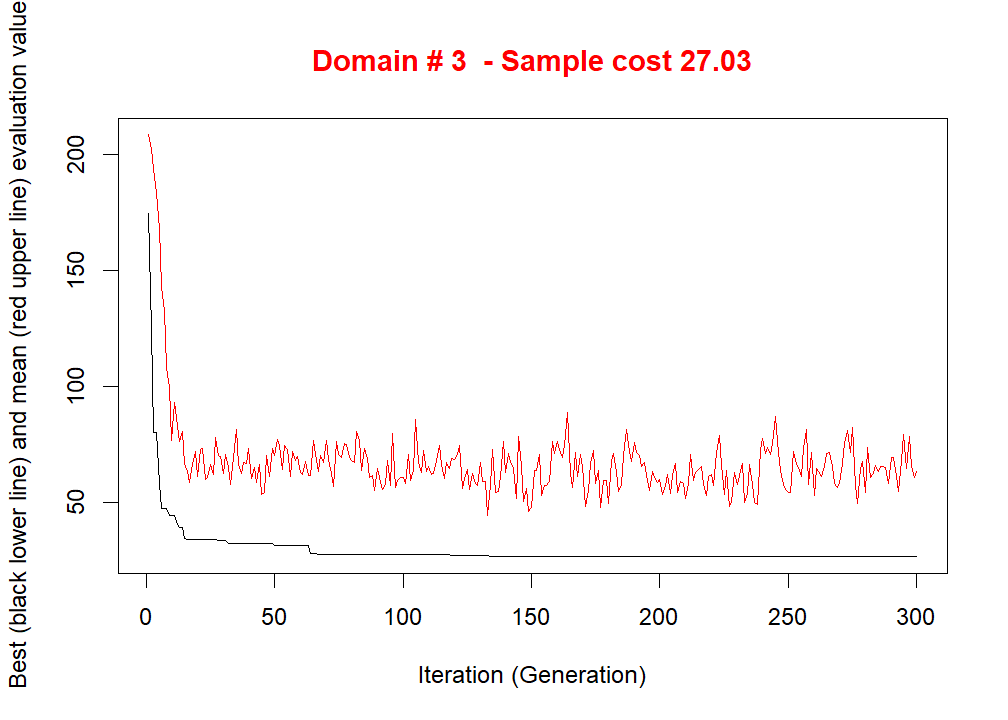 Domain # 3  - Sample cost 27.03
Best (black lower line) and mean (red upper line) evaluation value
200
150
100
50
0 50 100 150 200 250 300
Iteration (Generation)